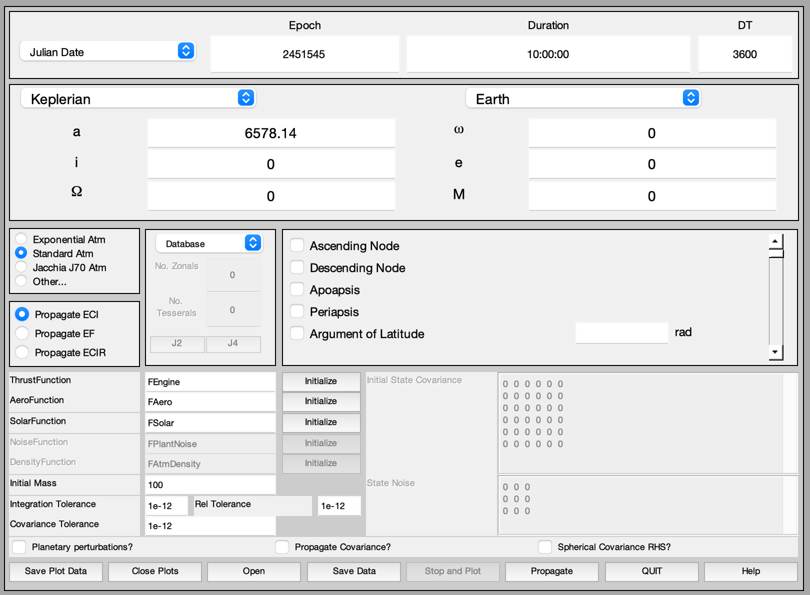 Epoch Duration DT
Julian Date 2451545 10:00:00 3600
Keplerian Earth
a 6578.14 ω 0
i 0 e 0
Ω 0 M 0
Exponential Atm
Standard Atm
Jacchia J70 Atm
Other...
Propagate ECI
Propagate EF
Propagate ECIR
Database
No. Zonals 0
No.
Tesserals 0
J2 J4
Ascending Node
Descending Node
Apoapsis
Periapsis
Argument of Latitude rad
ThrustFunction FEngine Initialize
AeroFunction FAero Initialize
SolarFunction FSolar Initialize
NoiseFunction FPlantNoise Initialize
DensityFunction FAtmDensity Initialize
Initial Mass 100
Integration Tolerance 1e-12 Rel Tolerance 1e-12
Covariance Tolerance 1e-12
Initial State Covariance
0 0 0 0 0 0
0 0 0 0 0 0
0 0 0 0 0 0
0 0 0 0 0 0
0 0 0 0 0 0
0 0 0 0 0 0
State Noise
0 0 0
0 0 0
0 0 0
Planetary perturbations? Propagate Covariance? Spherical Covariance RHS?
Save Plot Data Close Plots Open Save Data Stop and Plot Propagate QUIT Help